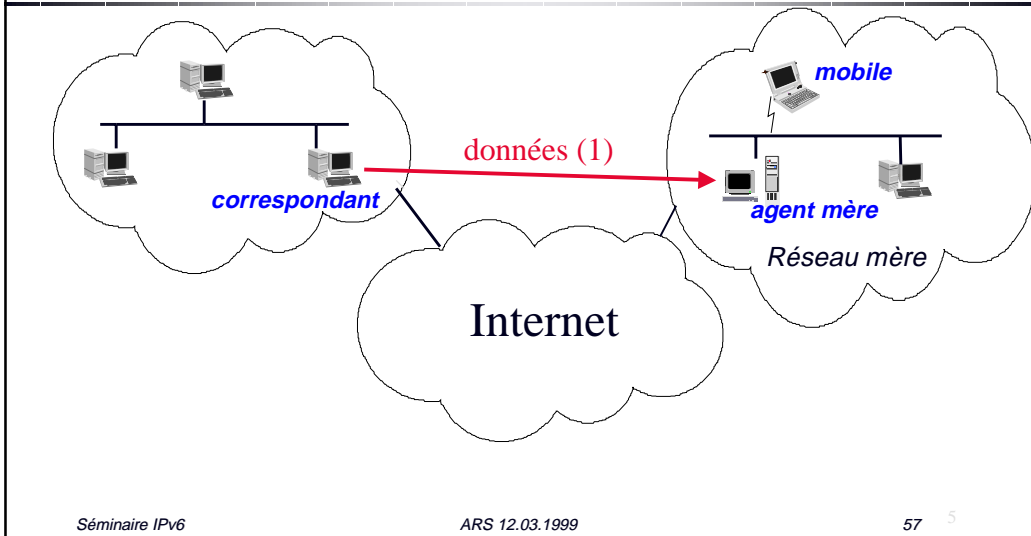 mobile
données (1)
correspondant
agent mère
Réseau mère
Internet
Séminaire IPv6 ARS 12.03.1999 57 5